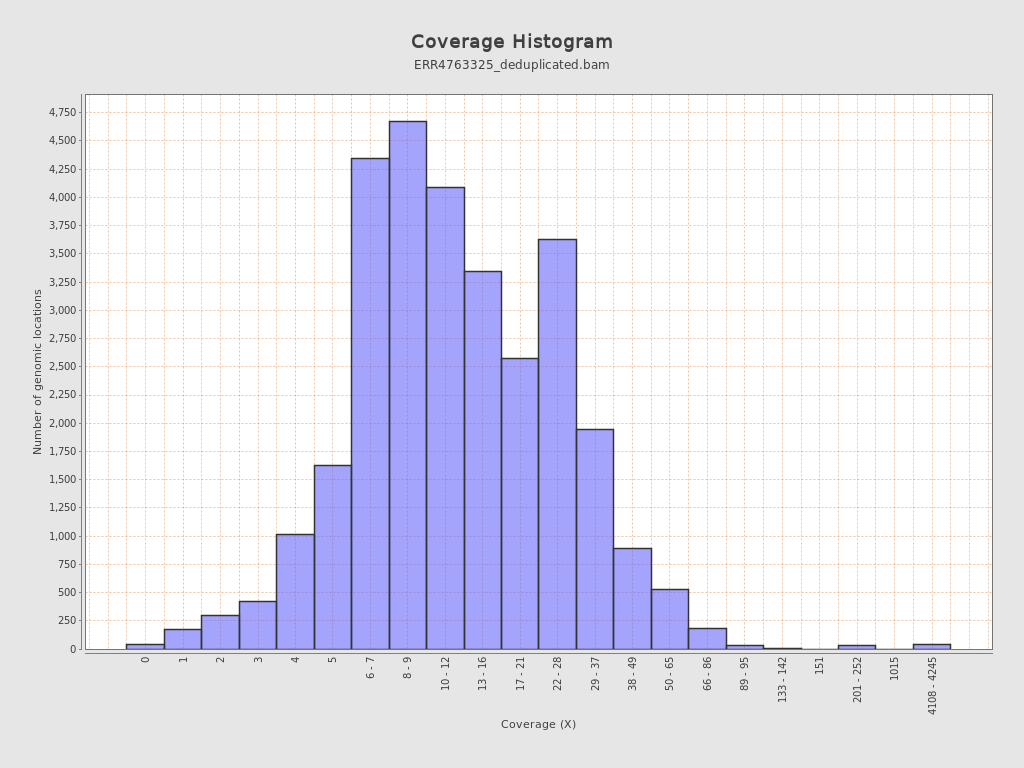 Coverage Histogram
ERR4763325_deduplicated.bam
Number of genomic locations
4,750
4,500
4,250
4,000
3,750
3,500
3,250
3,000
2,750
2,500
2,250
2,000
1,750
1,500
1,250
1,000
750
500
250
0
0
1
2
3
4
5
6 - 7
8 - 9
10 - 12
13 - 16
17 - 21
22 - 28
29 - 37
38 - 49
50 - 65
66 - 86
89 - 95
133 - 142
151
201 - 252
1015
4108 - 4245
Coverage (X)